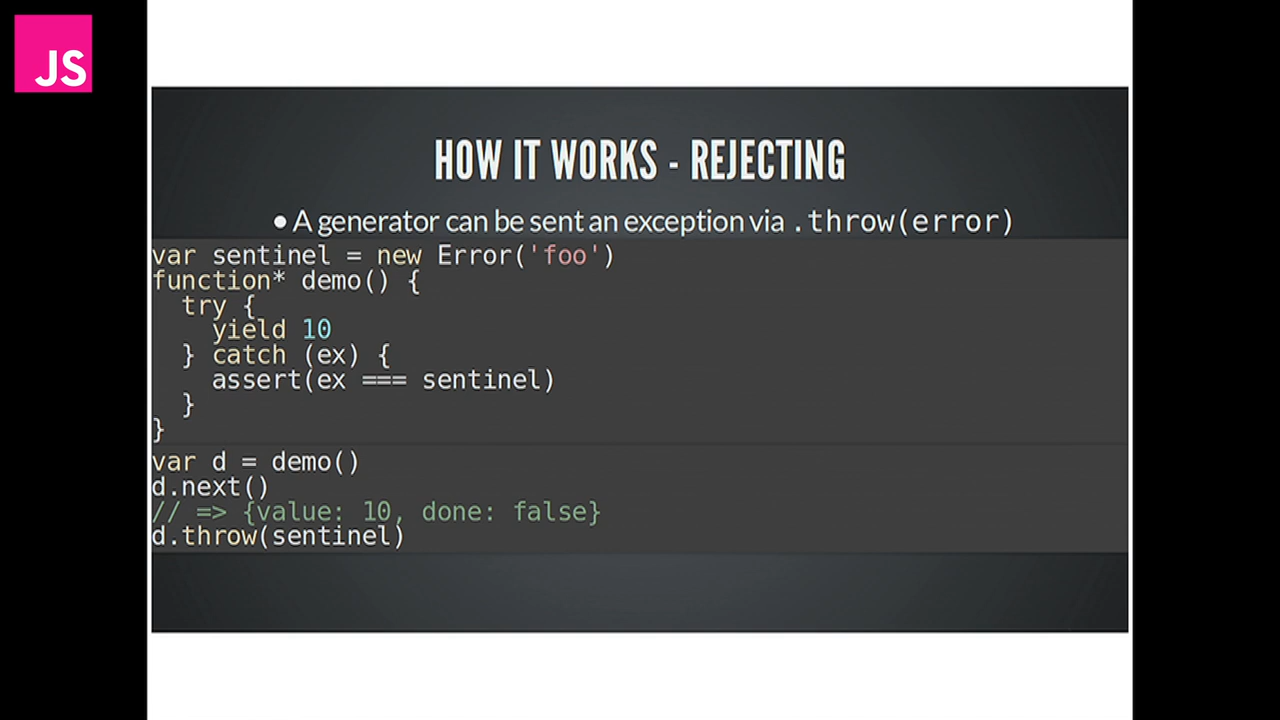 JS
HOW IT WORKS - REJECTING
• A generator can be sent an exception via .throw(error)
var sentinel = new Error('foo')
function* demo() {
  try {
    yield 10
  } catch (ex) {
    assert(ex === sentinel)
  }
}
var d = demo()
d.next()
// => {value: 10, done: false}
d.throw(sentinel)